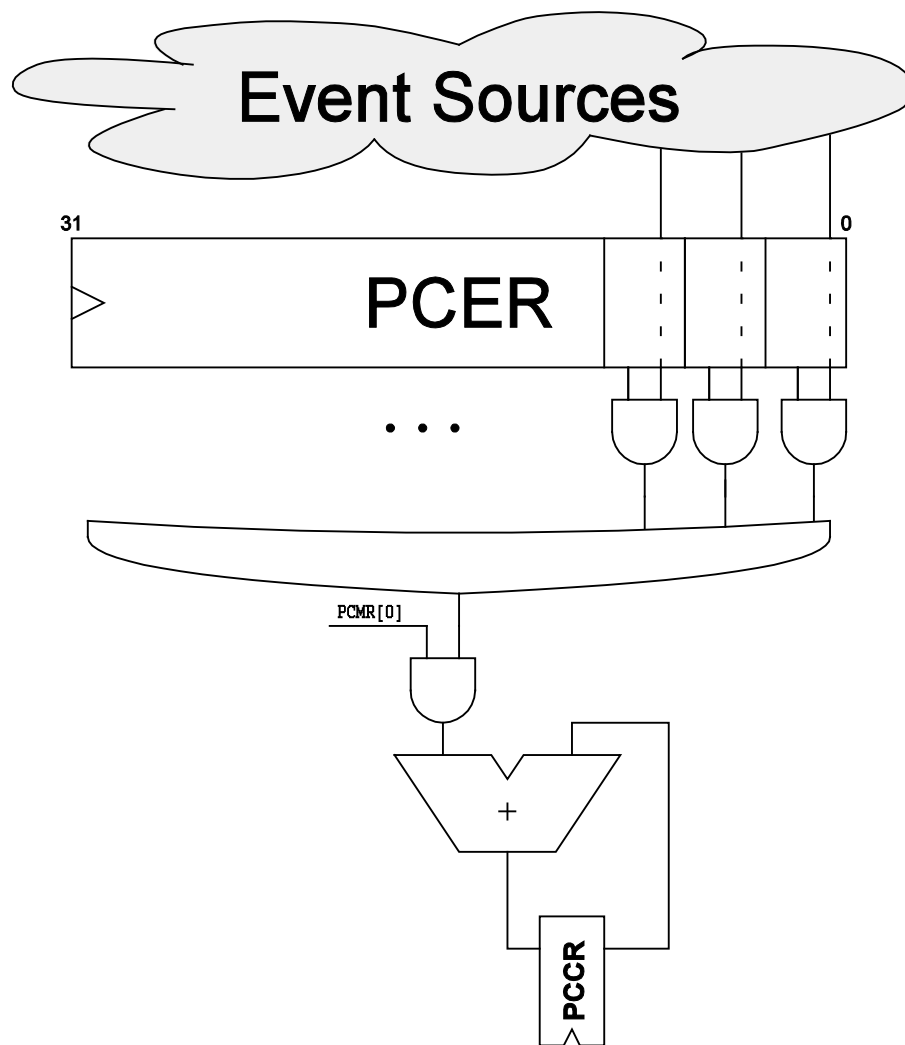 Event Sources
31
0
PCER
. . .
PCMR[0]
+
PCCR